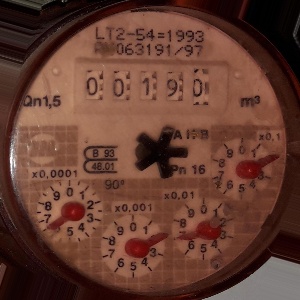 LT2-54=1993
063191/97
0 0 1 9 0
Qn1,5
m³
B 93
48.01
90°
Pn 16
x0,1
x0,0001
x0,001
x0,01